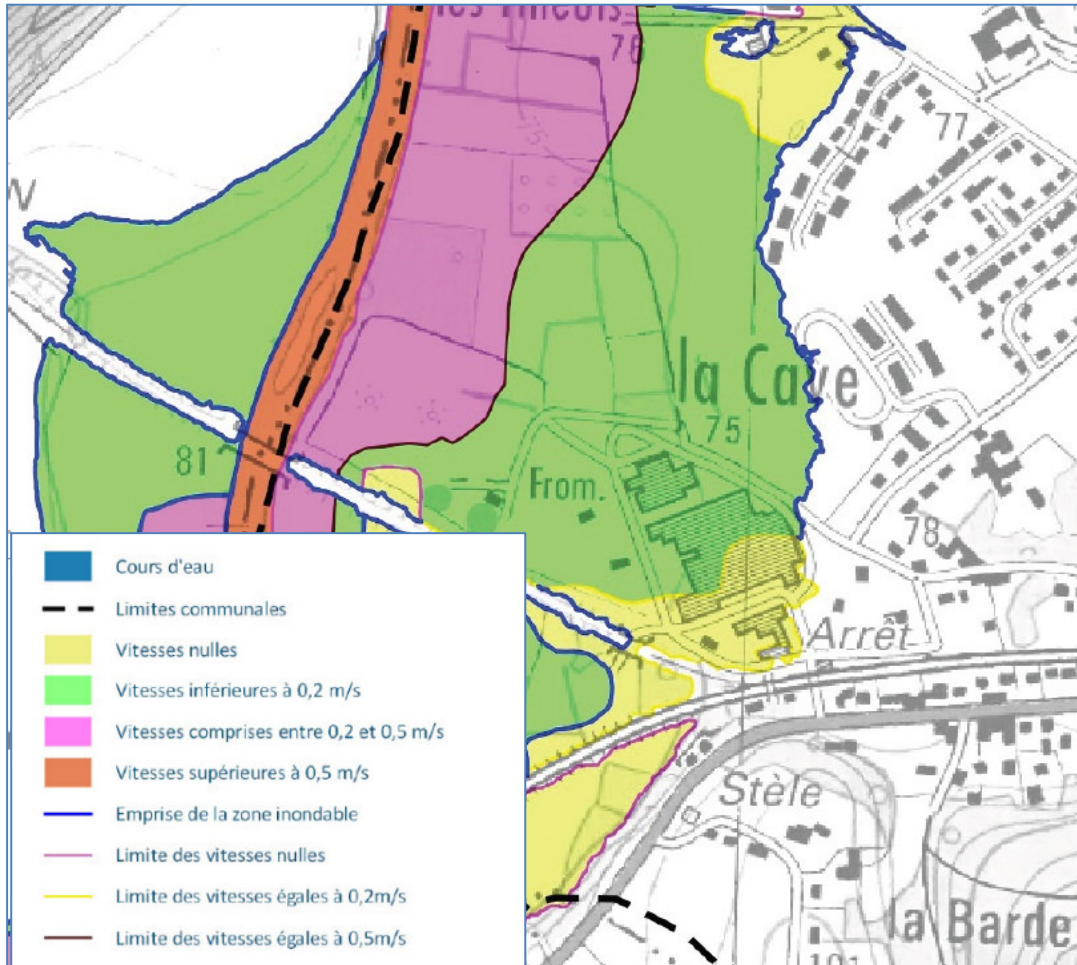 78
77
la Cave
75
81
From.
78
Arrêt
Stèle
la Barde
Cours d'eau
Limites communales
Vitesses nulles
Vitesses inférieures à 0,2 m/s
Vitesses comprises entre 0,2 et 0,5 m/s
Vitesses supérieures à 0,5 m/s
Emprise de la zone inondable
Limite des vitesses nulles
Limite des vitesses égales à 0,2m/s
Limite des vitesses égales à 0,5m/s